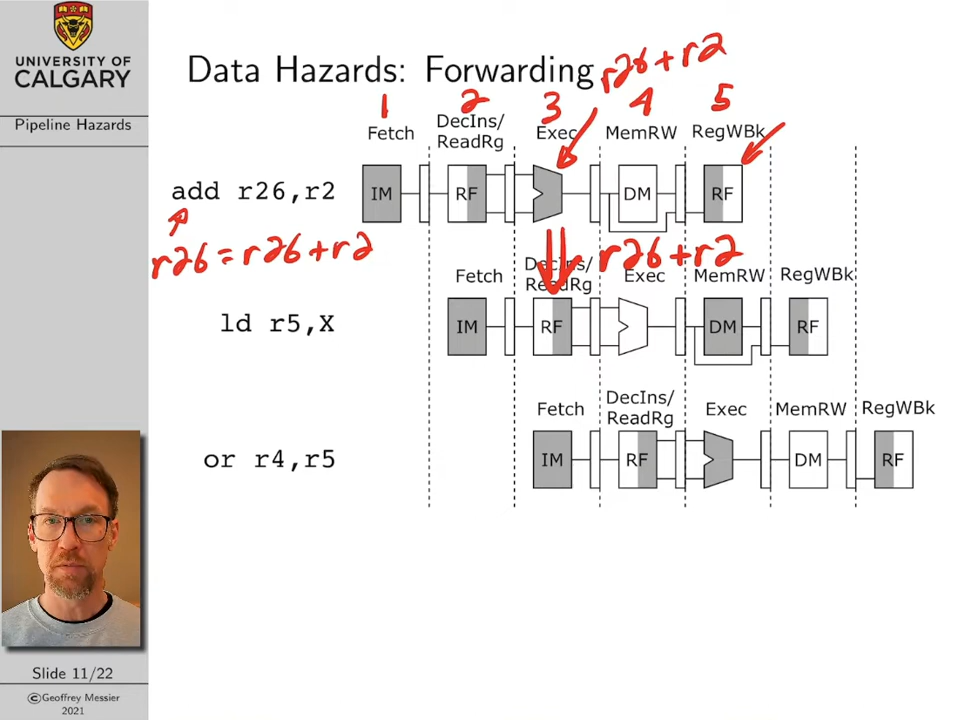 UNIVERSITY OF
CALGARY
Pipeline Hazards
Data Hazards: Forwarding
r26+r2
1 2 3 4 5
Fetch DecIns/ReadRg Exec MemRW RegWBk
add r26,r2
IM RF DM RF
r26 = r26+r2
r26+r2
Fetch DecIns/ReadRg Exec MemRW RegWBk
ld r5,X
IM RF DM RF
Fetch DecIns/ReadRg Exec MemRW RegWBk
or r4,r5
IM RF DM RF
Slide 11/22
©Geoffrey Messier
2021